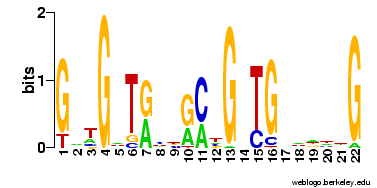 2
bits
1
0
G T T G T G A G A C G T C G C G
1 2 3 4 5 6 7 8 9 10 11 12 13 14 15 16 17 18 19 20 21 22
weblogo.berkeley.edu